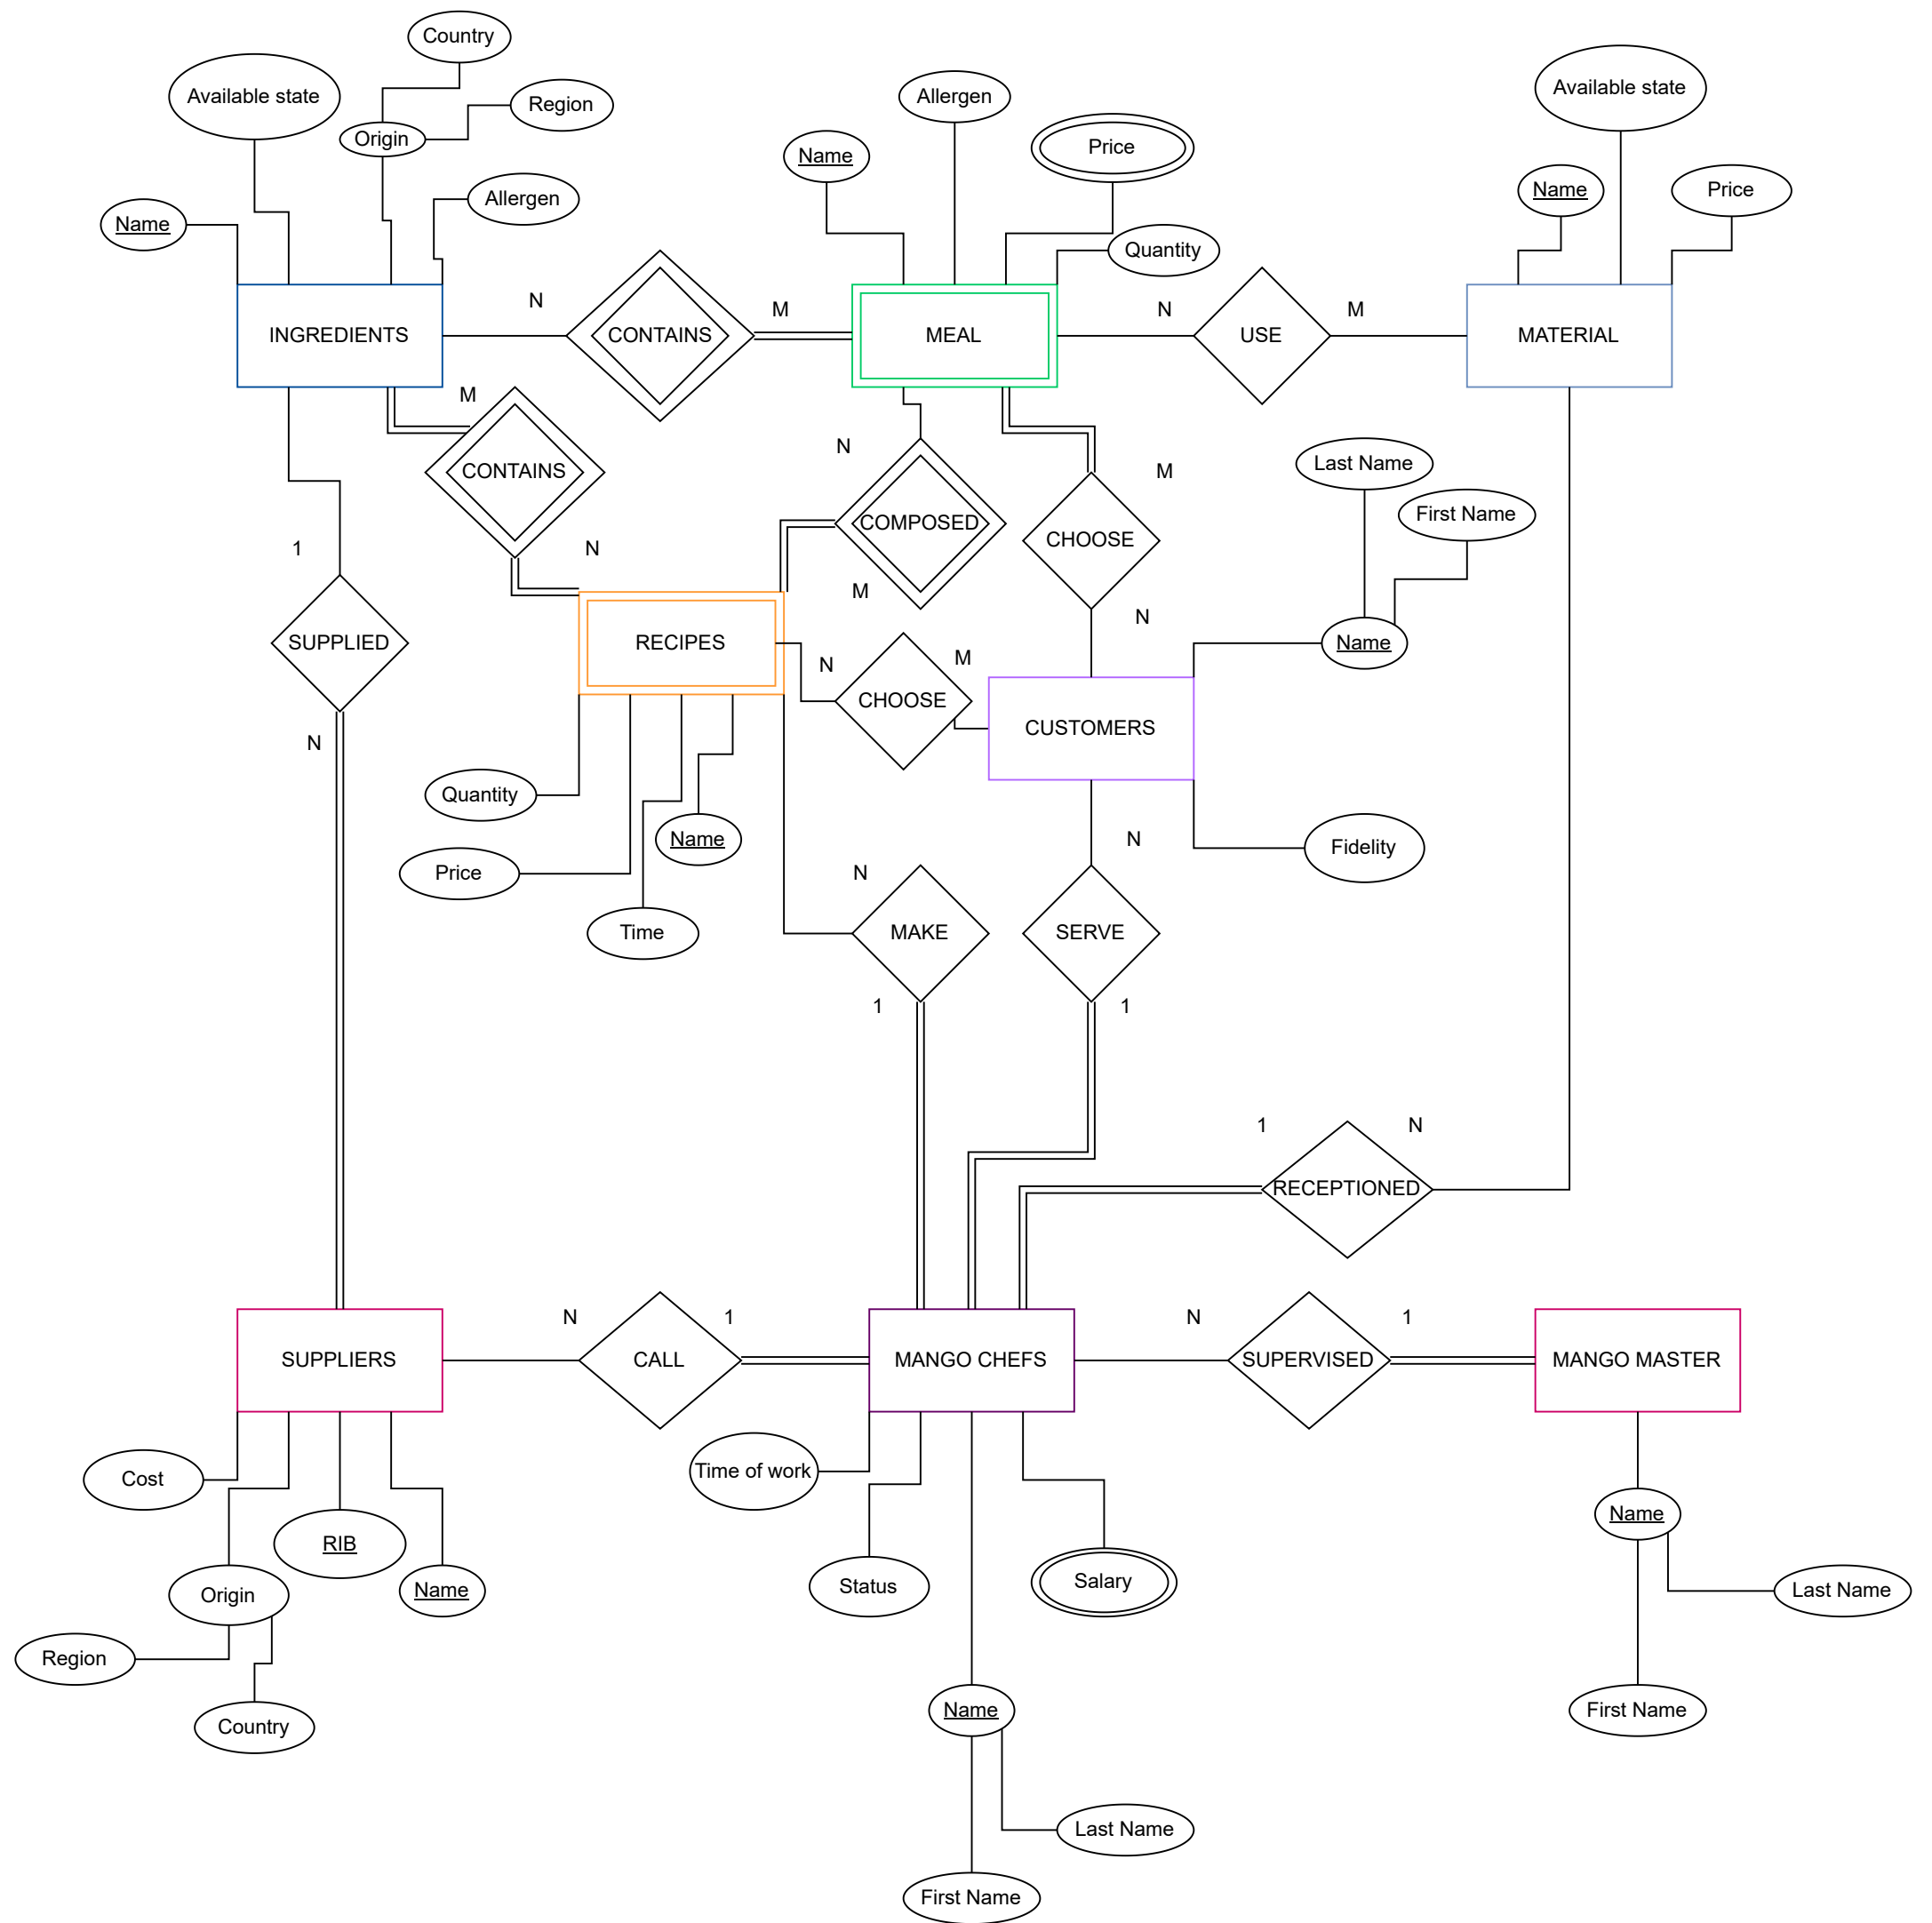 Country
Available state
Region
Origin
Allergen
Name
Allergen
Name
Price
Quantity
Available state
Name
Price
INGREDIENTS
N
CONTAINS
M
MEAL
N
USE
M
MATERIAL
M
CONTAINS
N
N
COMPOSED
M
M
CHOOSE
N
Last Name
First Name
Name
1
SUPPLIED
N
RECIPES
N
CHOOSE
M
CUSTOMERS
Quantity
Price
Name
Time
Fidelity
N
MAKE
1
N
SERVE
1
1
N
RECEPTIONED
SUPPLIERS
N
CALL
1
MANGO CHEFS
N
SUPERVISED
1
MANGO MASTER
Cost
Origin
RIB
Name
Region
Country
Time of work
Status
Salary
Name
Last Name
First Name
Name
Last Name
First Name